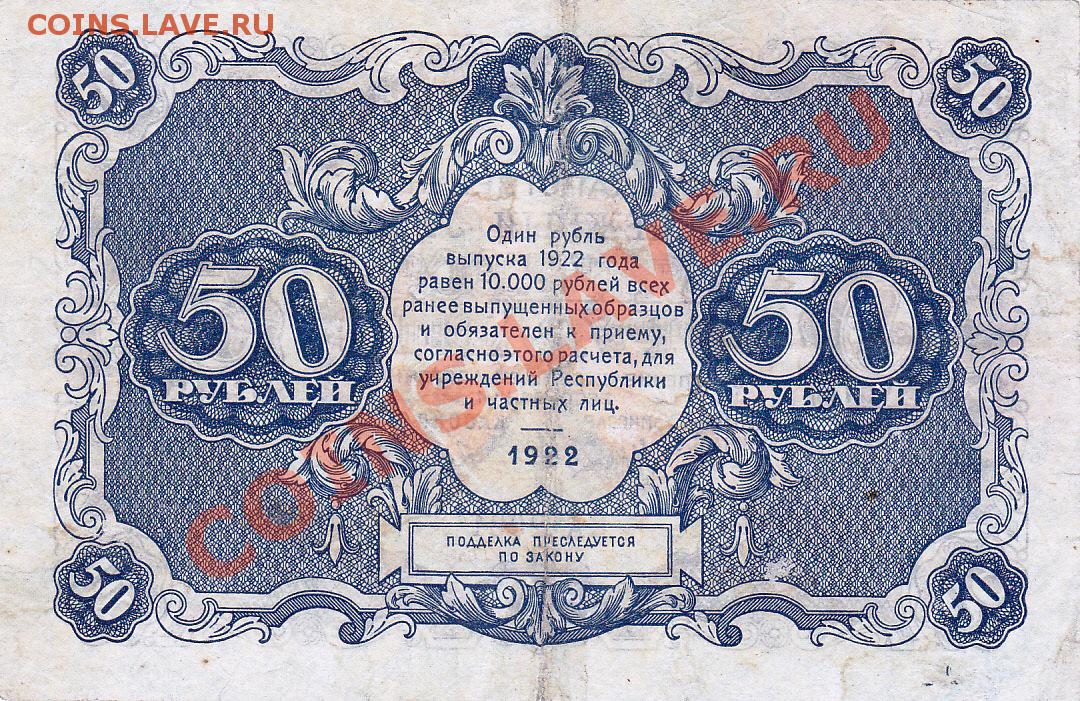 COINS.LAVE.RU
50
50
Один рубль
выпуска 1922 года
равен 10.000 рублей всех
ранее выпущенных образцов
и обязателен к приему,
согласно этого расчета, для
учреждений Республики
и частных лиц.
1922
50
РУБЛЕЙ
50
РУБЛЕЙ
COINS.LAVE.RU
ПОДДЕЛКА ПРЕСЛЕДУЕТСЯ
ПО ЗАКОНУ
50
50